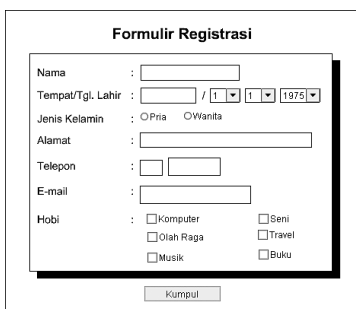 Formulir Registrasi
Nama :
Tempat/Tgl. Lahir : / 1 1 1975
Jenis Kelamin : Pria Wanita
Alamat :
Telepon :
E-mail :
Hobi : Komputer Seni
Olah Raga Travel
Musik Buku
Kumpul